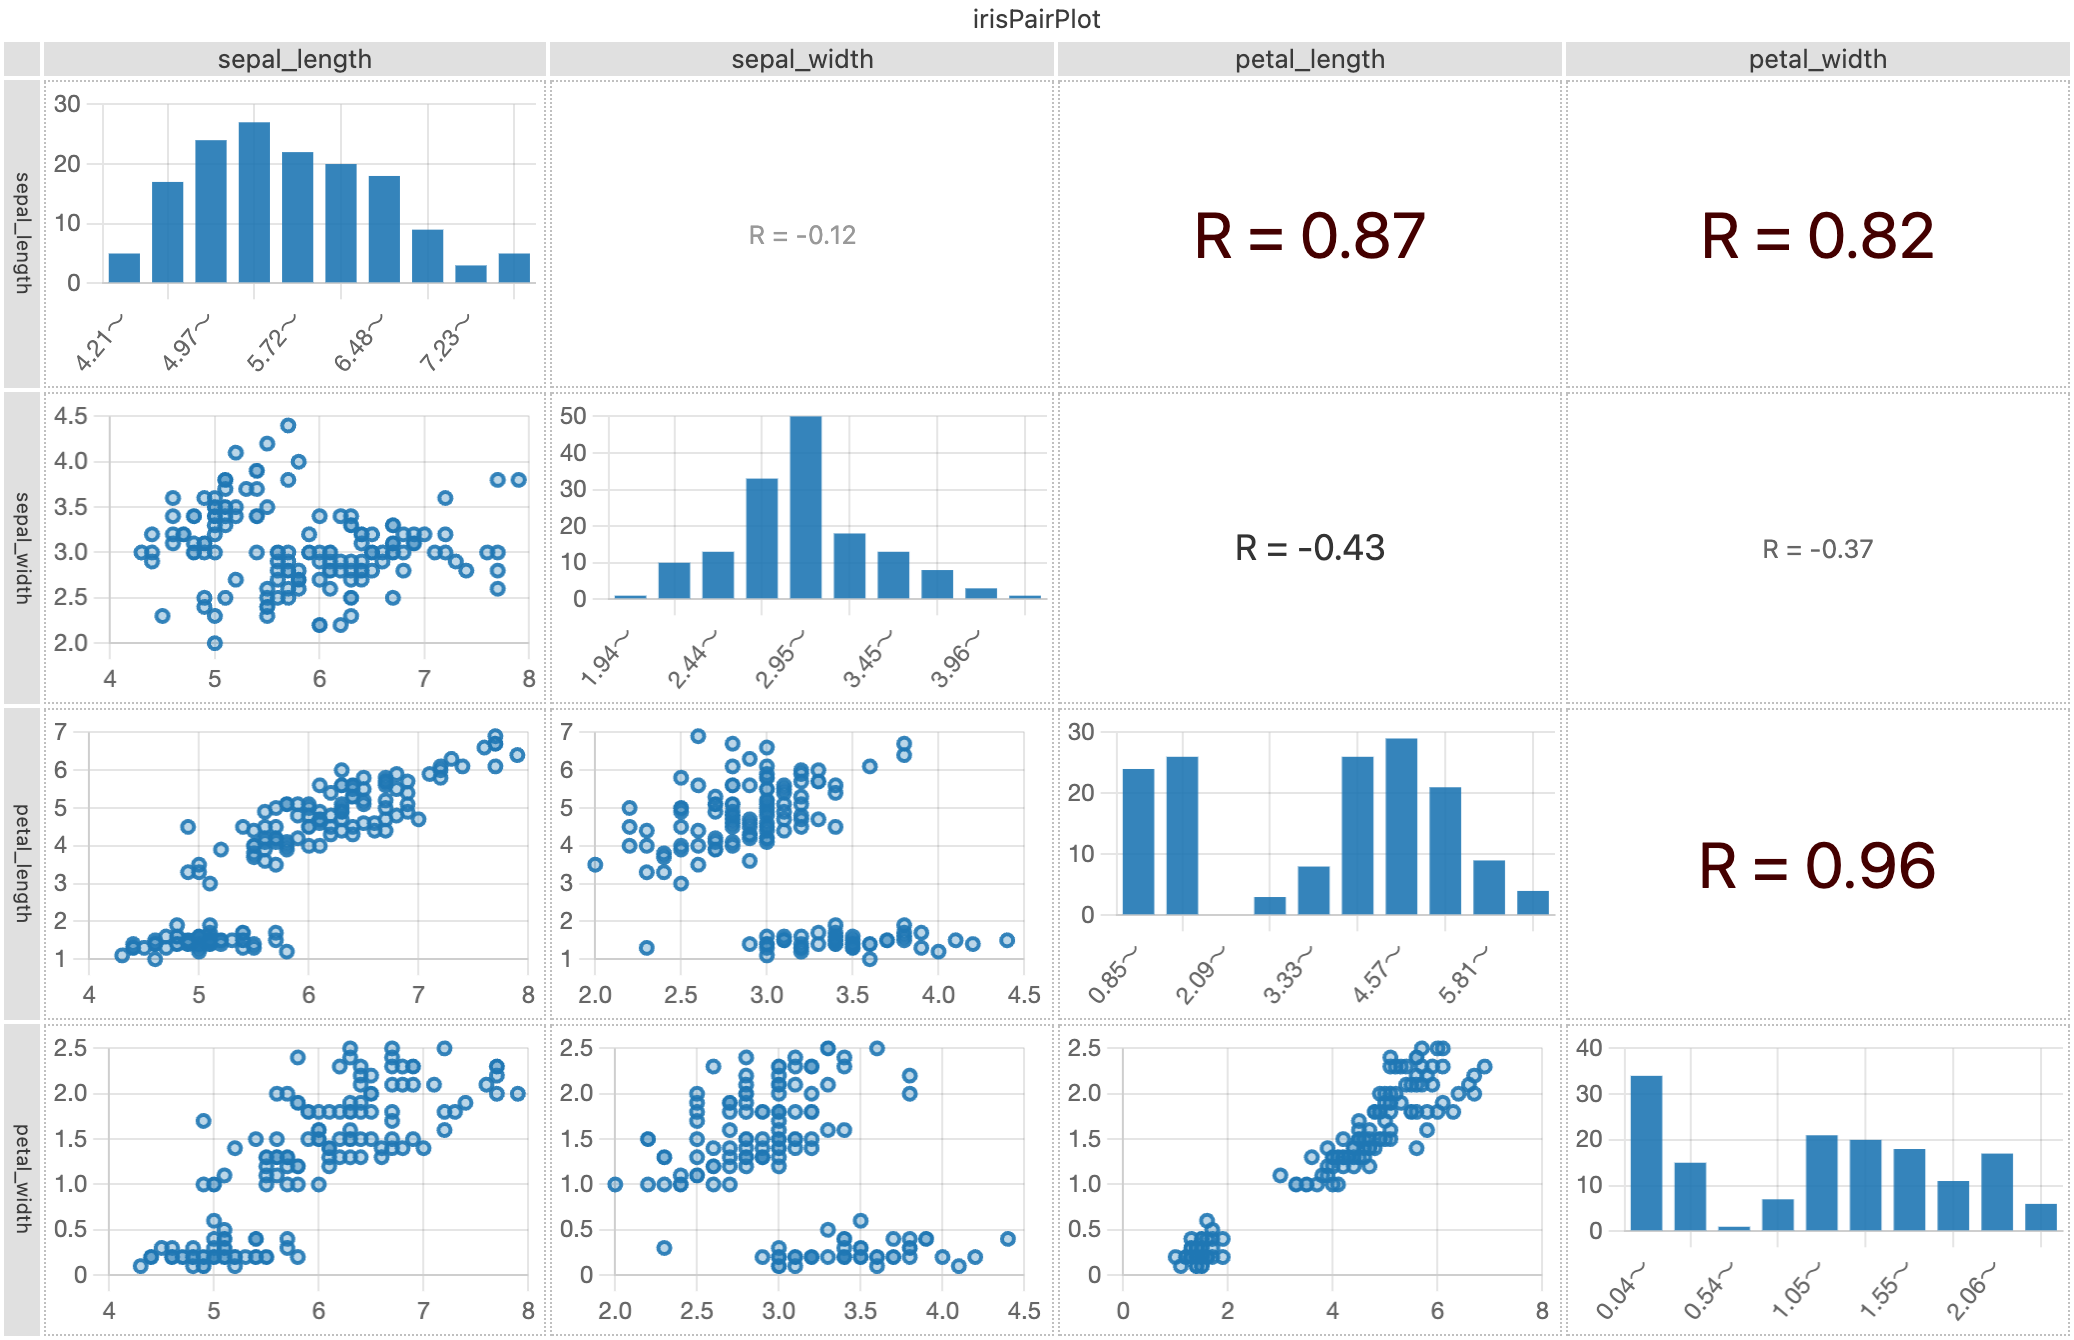 irisPairPlot
sepal_length sepal_width petal_length petal_width
sepal_length
30
20
10
0
4.21～ 4.97～ 5.72～ 6.48～ 7.23～
R = -0.12
R = 0.87
R = 0.82
sepal_width
4.5
4.0
3.5
3.0
2.5
2.0
4 5 6 7 8
50
40
30
20
10
0
1.94～ 2.44～ 2.95～ 3.45～ 3.96～
R = -0.43
R = -0.37
petal_length
7
6
5
4
3
2
1
4 5 6 7 8
7
6
5
4
3
2
1
2.0 2.5 3.0 3.5 4.0 4.5
30
20
10
0
0.85～ 2.09～ 3.33～ 4.57～ 5.81～
R = 0.96
petal_width
2.5
2.0
1.5
1.0
0.5
0
4 5 6 7 8
2.5
2.0
1.5
1.0
0.5
0
2.0 2.5 3.0 3.5 4.0 4.5
2.5
2.0
1.5
1.0
0.5
0
0 2 4 6 8
40
30
20
10
0
0.04～ 0.54～ 1.05～ 1.55～ 2.06～